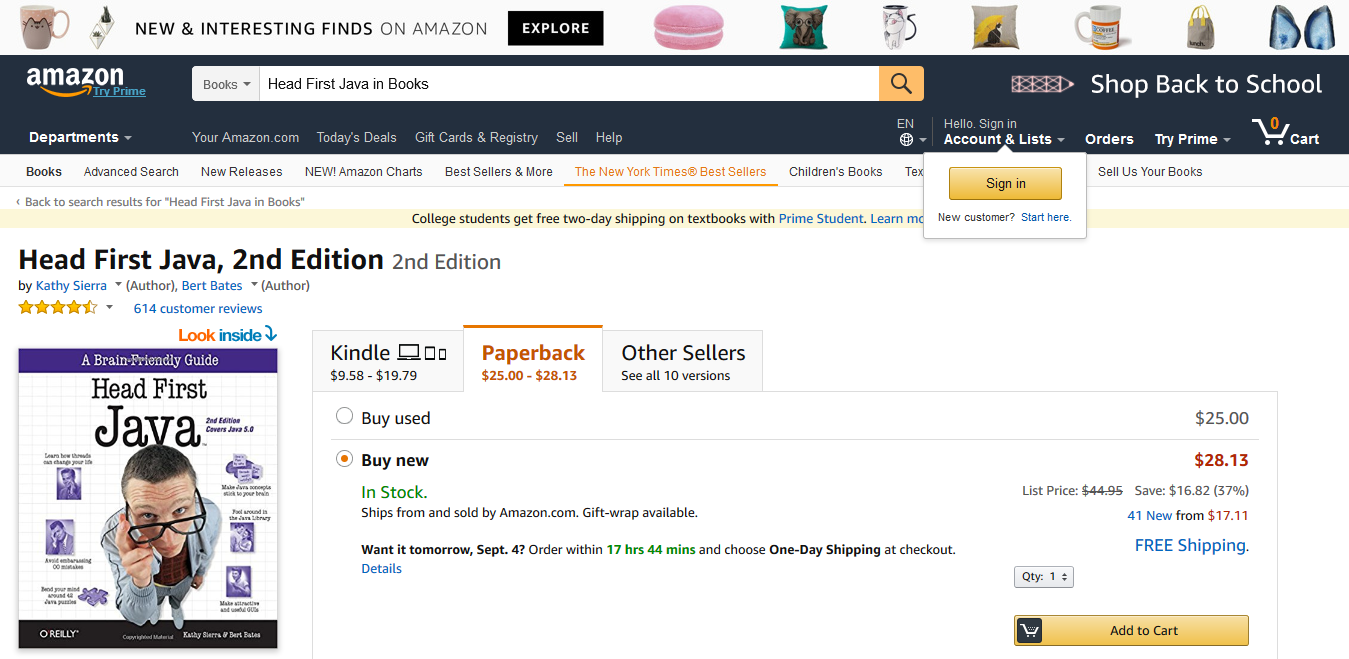 NEW & INTERESTING FINDS ON AMAZON EXPLORE
amazon
Try Prime
Books Head First Java in Books
Shop Back to School
Departments Your Amazon.com Today's Deals Gift Cards & Registry Sell Help
EN
Hello. Sign in
Account & Lists Orders Try Prime 0 Cart
Books Advanced Search New Releases NEW! Amazon Charts Best Sellers & More The New York Times® Best Sellers Children's Books Tex Sell Us Your Books
Sign in
New customer? Start here.
‹ Back to search results for "Head First Java in Books"
College students get free two-day shipping on textbooks with Prime Student. Learn mo
Head First Java, 2nd Edition 2nd Edition
by Kathy Sierra (Author), Bert Bates (Author)
614 customer reviews
Look inside
A Brain-Friendly Guide
Head First
Java
2nd Edition
Covers Java 5.0
Learn how threads
can change your life
Make Java concepts
stick to your brain
Fool around in
the Java Library
Avoid embarrassing
OO mistakes
Bend your mind
around 42
Java puzzles
Make attractive
and useful GUIs
O'REILLY®
Copyrighted Material
Kathy Sierra & Bert Bates
Kindle
$9.58 - $19.79
Paperback
$25.00 - $28.13
Other Sellers
See all 10 versions
Buy used $25.00
Buy new $28.13
In Stock.
List Price: $44.95 Save: $16.82 (37%)
Ships from and sold by Amazon.com. Gift-wrap available.
41 New from $17.11
FREE Shipping.
Want it tomorrow, Sept. 4? Order within 17 hrs 44 mins and choose One-Day Shipping at checkout.
Details
Qty: 1
Add to Cart